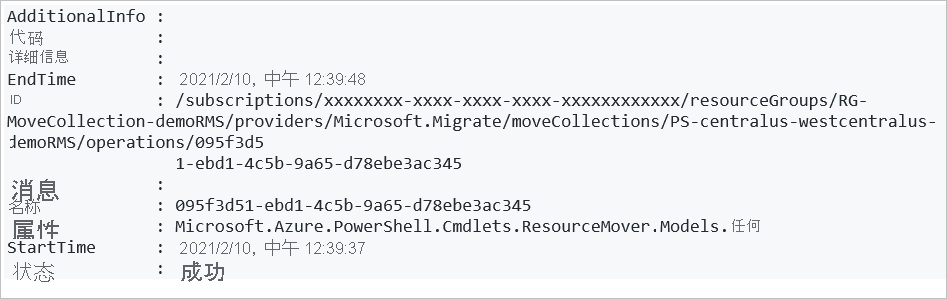 AdditionalInfo :
代码 :
详细信息 :
EndTime : 2021/2/10, 中午 12:39:48
ID : /subscriptions/xxxxxxxx-xxxx-xxxx-xxxx-xxxxxxxxxxxx/resourceGroups/RG-
MoveCollection-demoRMS/providers/Microsoft.Migrate/moveCollections/PS-centralus-westcentralus-
demoRMS/operations/095f3d5
1-ebd1-4c5b-9a65-d78ebe3ac345
消息 :
名称 : 095f3d51-ebd1-4c5b-9a65-d78ebe3ac345
属性 : Microsoft.Azure.PowerShell.Cmdlets.ResourceMover.Models.任何
StartTime : 2021/2/10, 中午 12:39:37
状态 : 成功